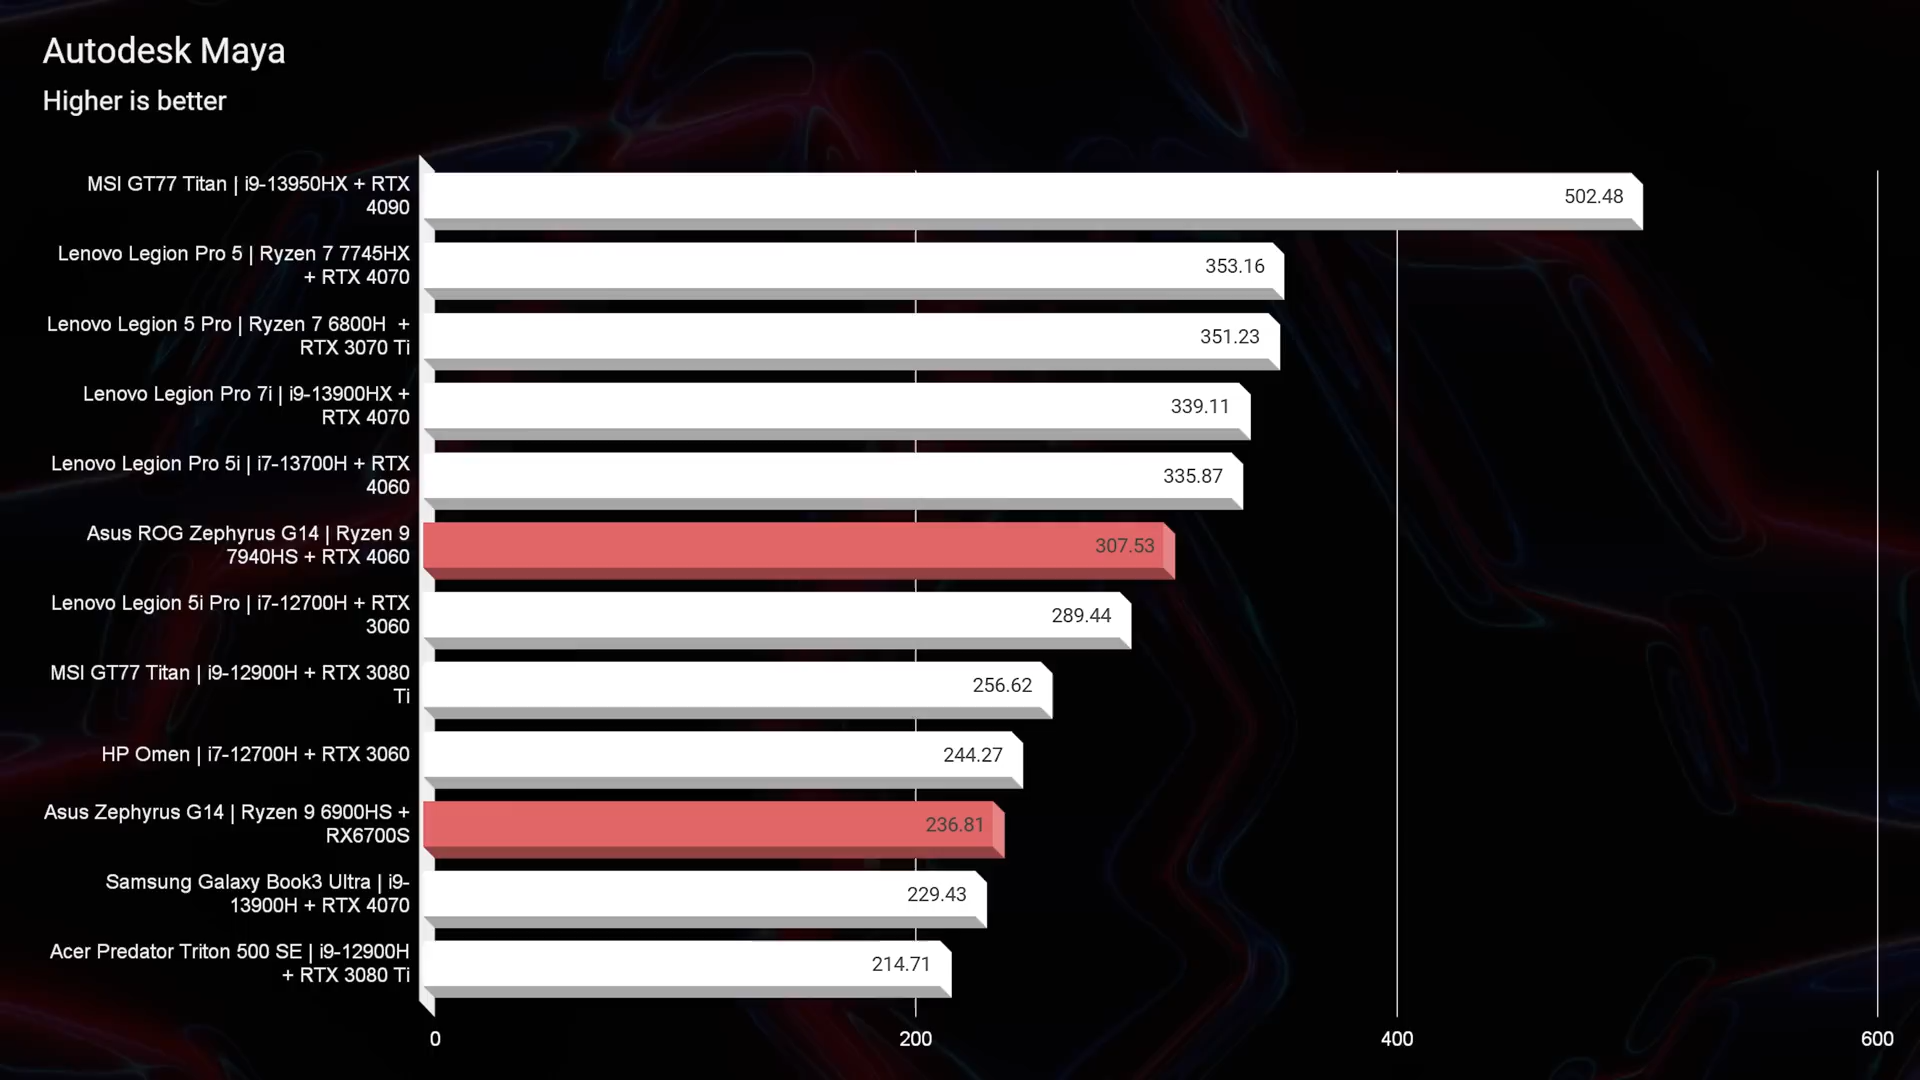 Autodesk Maya
Higher is better
MSI GT77 Titan | i9-13950HX + RTX
4090
502.48
Lenovo Legion Pro 5 | Ryzen 7 7745HX
+ RTX 4070
353.16
Lenovo Legion 5 Pro | Ryzen 7 6800H +
RTX 3070 Ti
351.23
Lenovo Legion Pro 7i | i9-13900HX +
RTX 4070
339.11
Lenovo Legion Pro 5i | i7-13700H + RTX
4060
335.87
Asus ROG Zephyrus G14 | Ryzen 9
7940HS + RTX 4060
307.53
Lenovo Legion 5i Pro | i7-12700H + RTX
3060
289.44
MSI GT77 Titan | i9-12900H + RTX 3080
Ti
256.62
HP Omen | i7-12700H + RTX 3060
244.27
Asus Zephyrus G14 | Ryzen 9 6900HS +
RX6700S
236.81
Samsung Galaxy Book3 Ultra | i9-
13900H + RTX 4070
229.43
Acer Predator Triton 500 SE | i9-12900H
+ RTX 3080 Ti
214.71
0 200 400 600